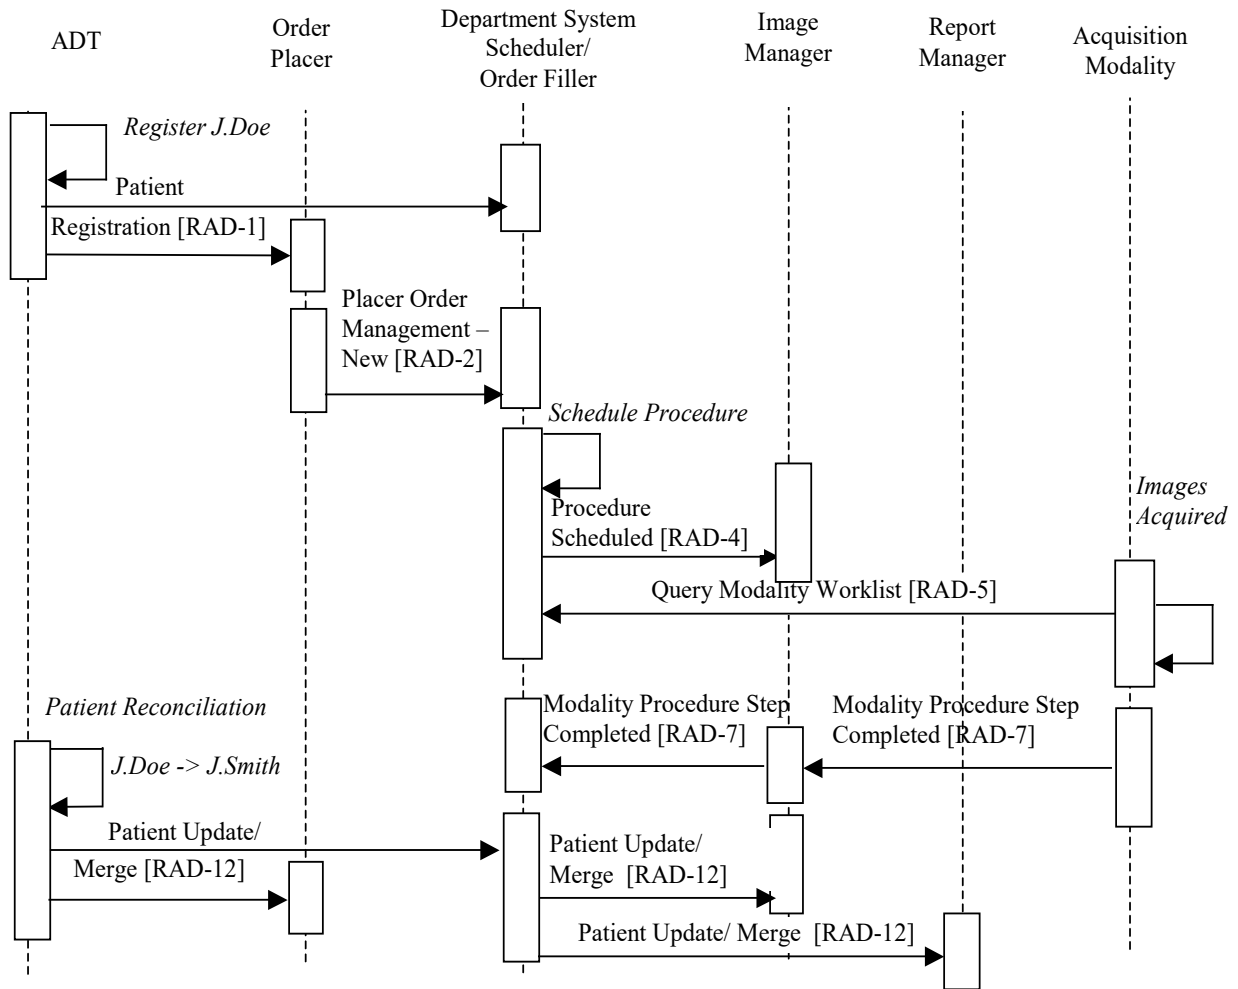 ADT
Order
Placer
Department System
Scheduler/
Order Filler
Image
Manager
Report
Manager
Acquisition
Modality
Register J.Doe
Patient
Registration [RAD-1]
Placer Order
Management –
New [RAD-2]
Schedule Procedure
Procedure
Scheduled [RAD-4]
Images
Acquired
Query Modality Worklist [RAD-5]
Modality Procedure Step
Completed [RAD-7]
Modality Procedure Step
Completed [RAD-7]
Patient Reconciliation
J.Doe -> J.Smith
Patient Update/
Merge [RAD-12]
Patient Update/
Merge [RAD-12]
Patient Update/ Merge [RAD-12]